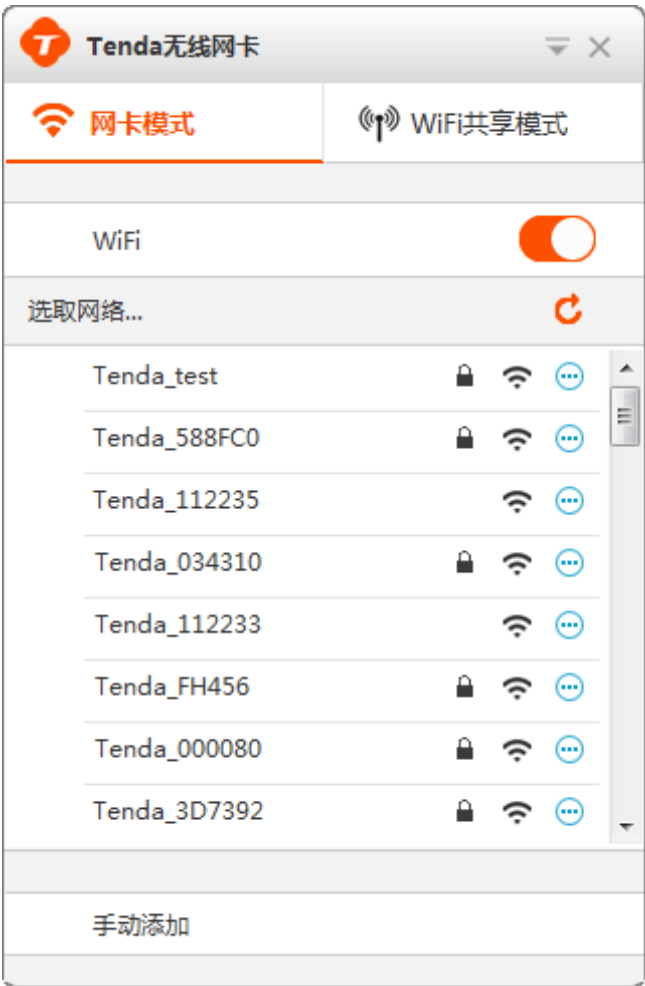 Tenda无线网卡
网卡模式
WiFi共享模式
WiFi
选取网络...
Tenda_test
Tenda_588FC0
Tenda_112235
Tenda_034310
Tenda_112233
Tenda_FH456
Tenda_000080
Tenda_3D7392
手动添加